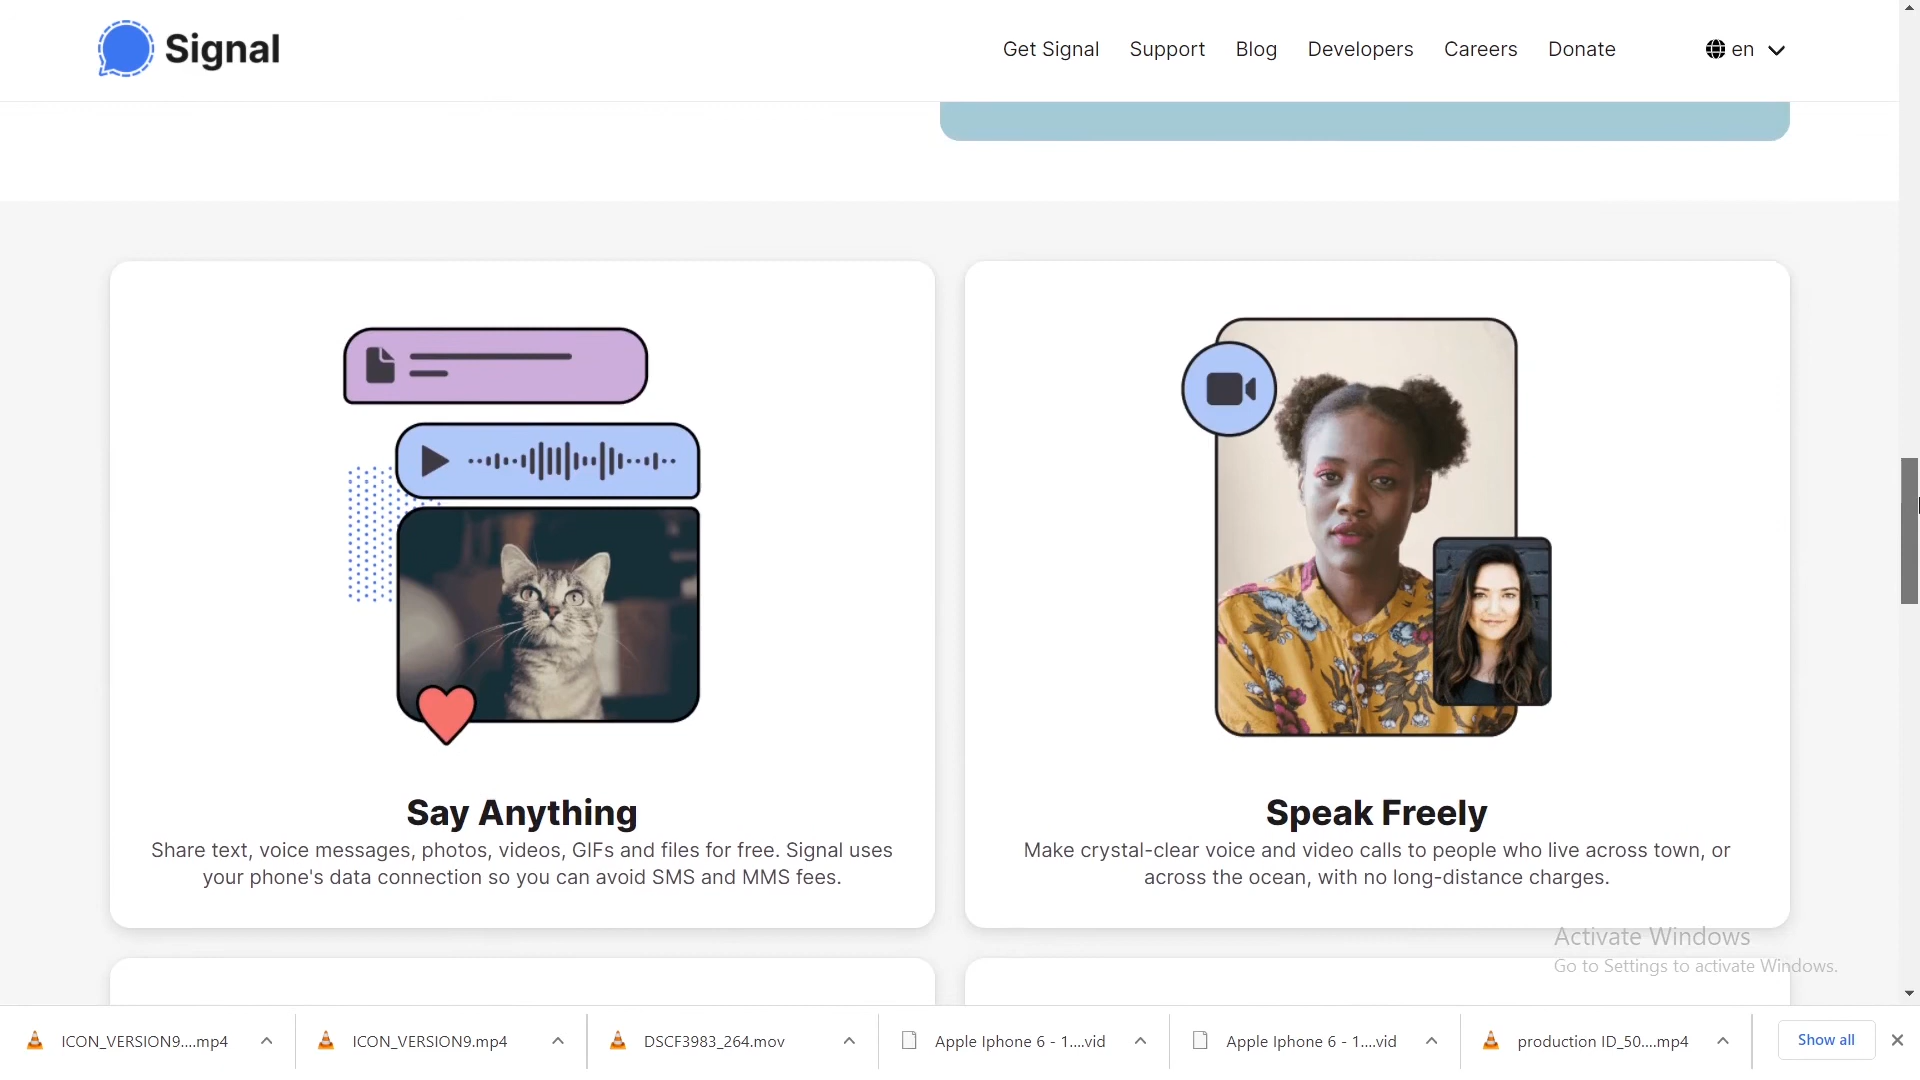 Signal
Get Signal
Support
Blog
Developers
Careers
Donate
en
Say Anything
Share text, voice messages, photos, videos, GIFs and files for free. Signal uses
your phone's data connection so you can avoid SMS and MMS fees.
Speak Freely
Make crystal-clear voice and video calls to people who live across town, or
across the ocean, with no long-distance charges.
Activate Windows
Go to Settings to activate Windows.
ICON_VERSION9....mp4
ICON_VERSION9.mp4
DSCF3983_264.mov
Apple Iphone 6 - 1....vid
Apple Iphone 6 - 1....vid
production ID_50....mp4
Show all